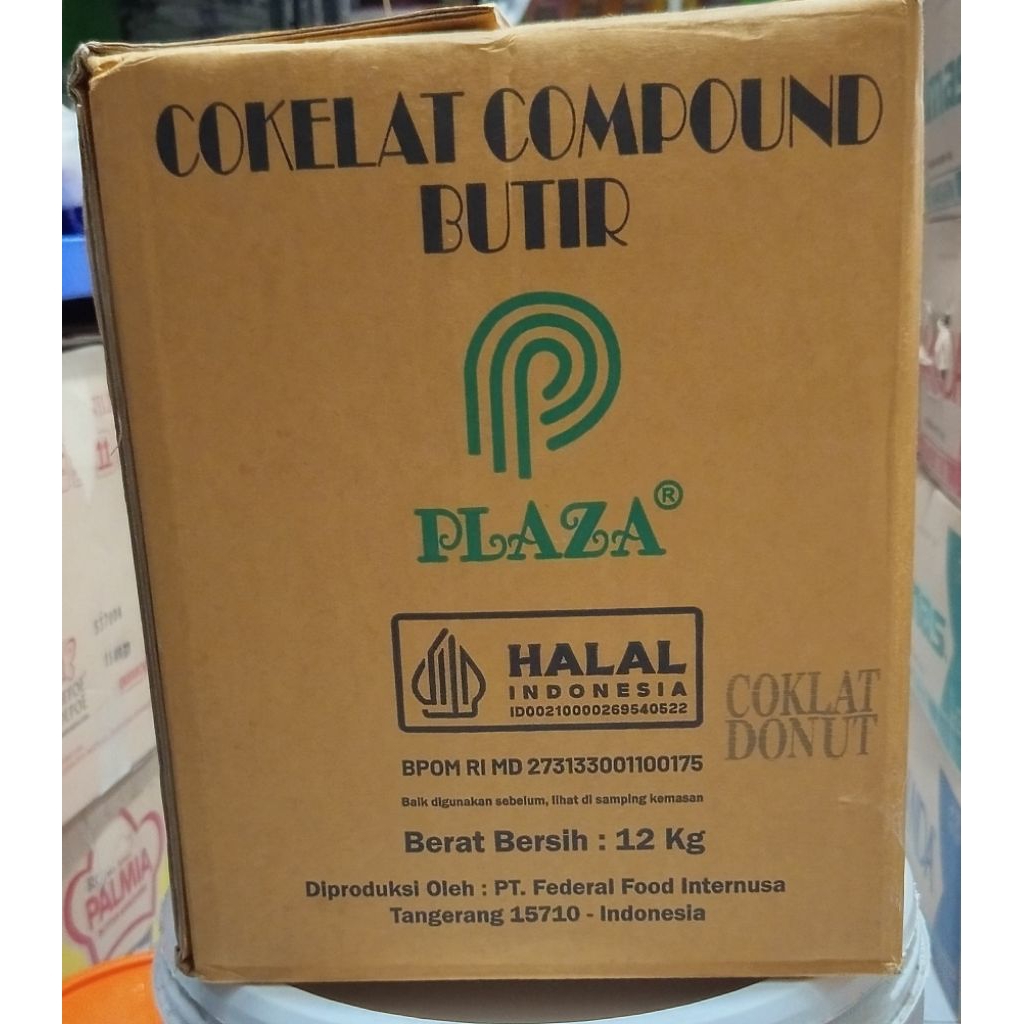 COKELAT COMPOUND
BUTIR
PLAZA®
HALAL
INDONESIA
ID00210000269540522
COKLAT
DONUT
BPOM RI MD 273133001100175
Baik digunakan sebelum, lihat di samping kemasan
Berat Bersih : 12 Kg
Diproduksi Oleh : PT. Federal Food Internusa
Tangerang 15710 - Indonesia
PALMIA